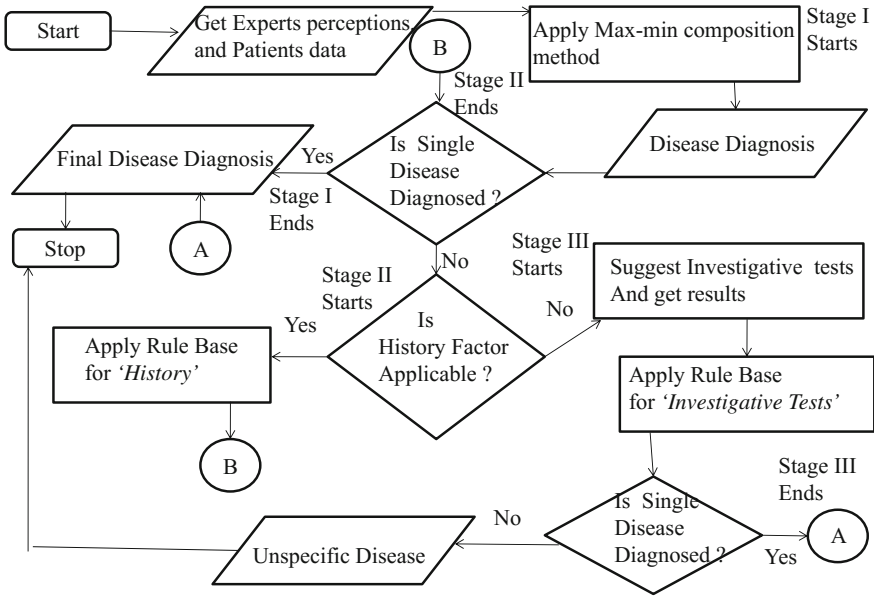 Start
Get Experts perceptions,
and Patients data
B
Apply Max-min composition
method
Stage I
Starts
Stage II
Ends
Disease Diagnosis
Is Single
Disease
Diagnosed ?
Yes
Stage I
Ends
Final Disease Diagnosis
A
Stop
No
Stage II
Starts
Stage III
Starts
Is
History Factor
Applicable ?
Yes
No
Apply Rule Base
for ‘History’
B
Suggest Investigative tests
And get results
Apply Rule Base
for ‘Investigative Tests’
Is Single
Disease
Diagnosed ?
Stage III
Ends
Yes
A
No
Unspecific Disease